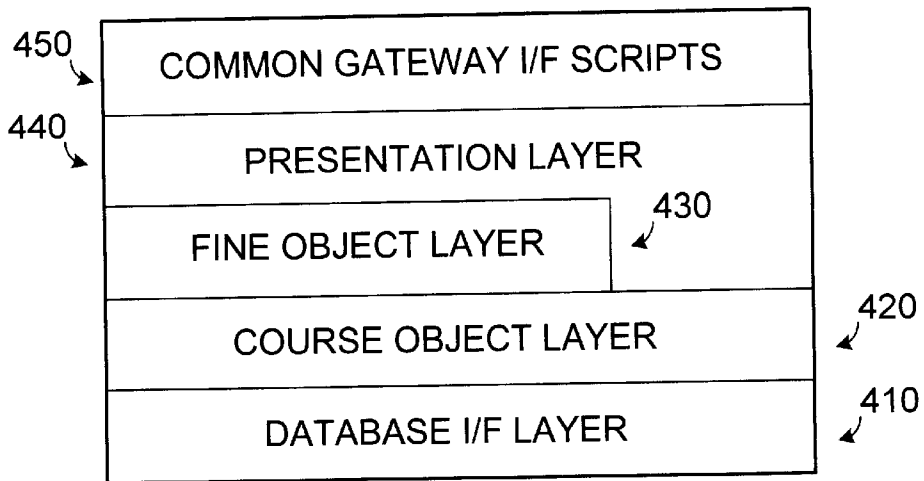 450
COMMON GATEWAY I/F SCRIPTS
440
PRESENTATION LAYER
430
FINE OBJECT LAYER
420
COURSE OBJECT LAYER
410
DATABASE I/F LAYER